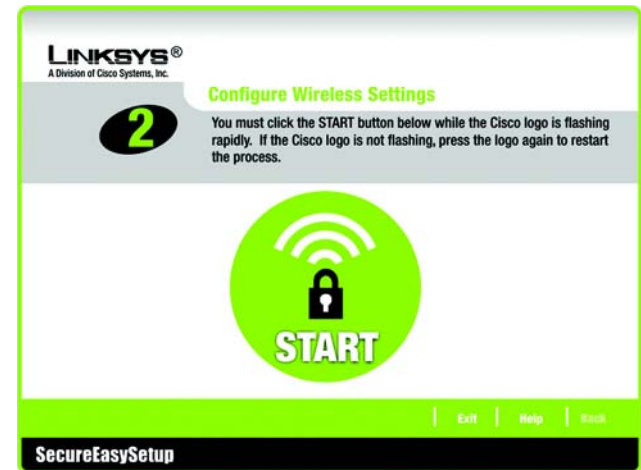 LINKSYS®
A Division of Cisco Systems, Inc.
Configure Wireless Settings
2
You must click the START button below while the Cisco logo is flashing
rapidly. If the Cisco logo is not flashing, press the logo again to restart
the process.
START
Exit Help Back
SecureEasySetup